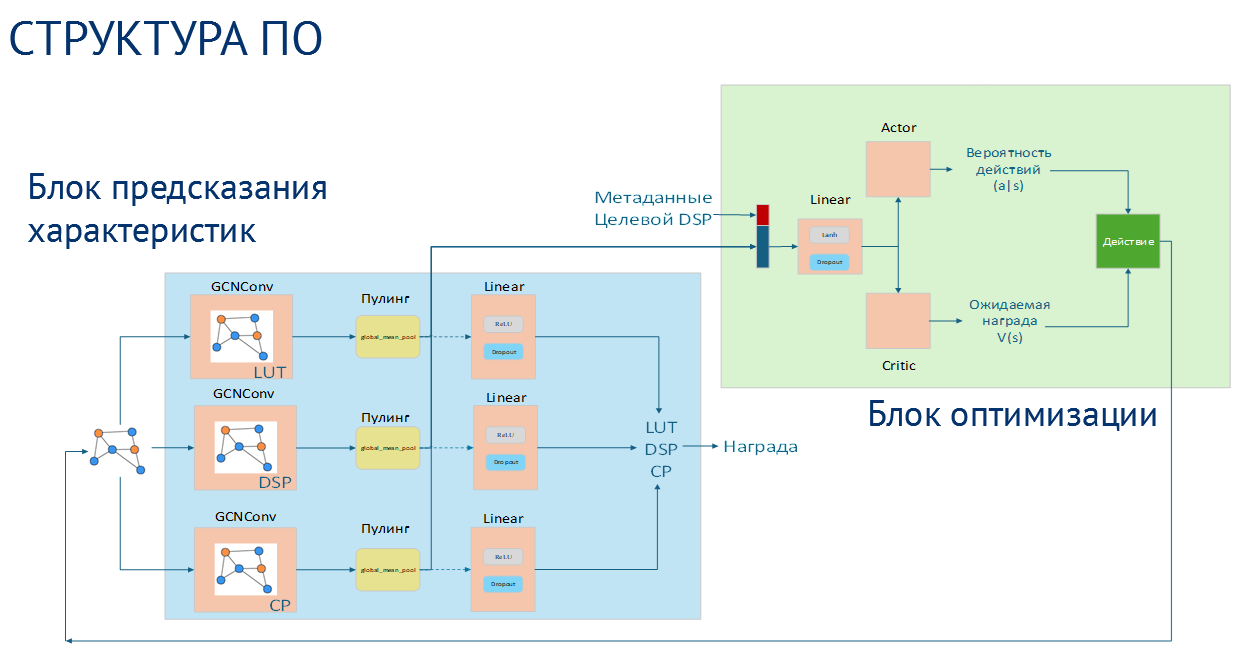 СТРУКТУРА ПО
Блок предсказания
характеристик
Метаданные
Целевой DSP
Linear
Tanh
Dropout
Actor
Вероятность
действий
(a|s)
Действие
Ожидаемая
награда
V(s)
Critic
Блок оптимизации
GCNConv
LUT
Пулинг
global_mean_pool
Linear
ReLU
Dropout
GCNConv
DSP
Пулинг
global_mean_pool
Linear
ReLU
Dropout
LUT
DSP
CP
Награда
GCNConv
CP
Пулинг
global_mean_pool
Linear
ReLU
Dropout